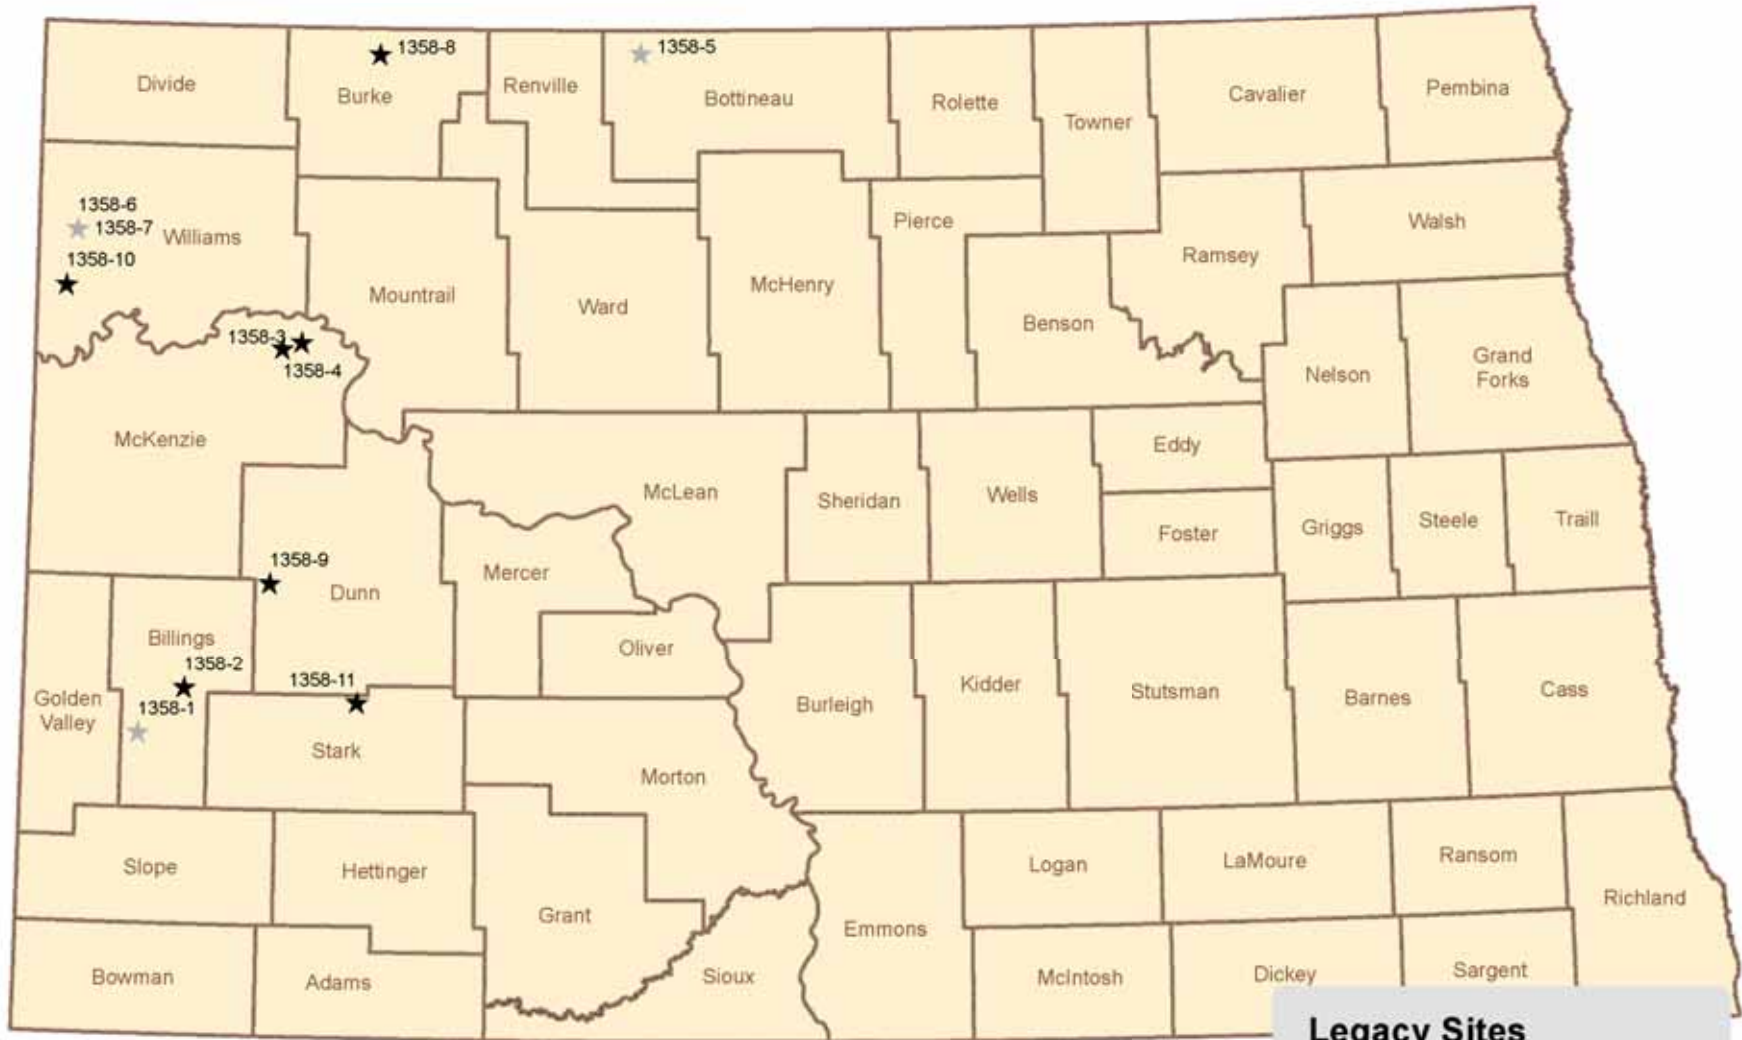 1358-8
1358-5
Divide
Burke
Renville
Bottineau
Rolette
Towner
Cavalier
Pembina
1358-6
1358-7
Williams
1358-10
Mountrail
Ward
McHenry
Pierce
Benson
Ramsey
Walsh
1358-3
1358-4
Nelson
Grand
Forks
McKenzie
McLean
Sheridan
Wells
Eddy
Foster
Griggs
Steele
Traill
1358-9
Dunn
Mercer
Oliver
Billings
1358-2
1358-1
Golden
Valley
1358-11
Stark
Morton
Burleigh
Kidder
Stutsman
Barnes
Cass
Slope
Hettinger
Grant
Emmons
Logan
LaMoure
Ransom
Richland
Bowman
Adams
Sioux
McIntosh
Dickey
Sargent
Legacy Sites